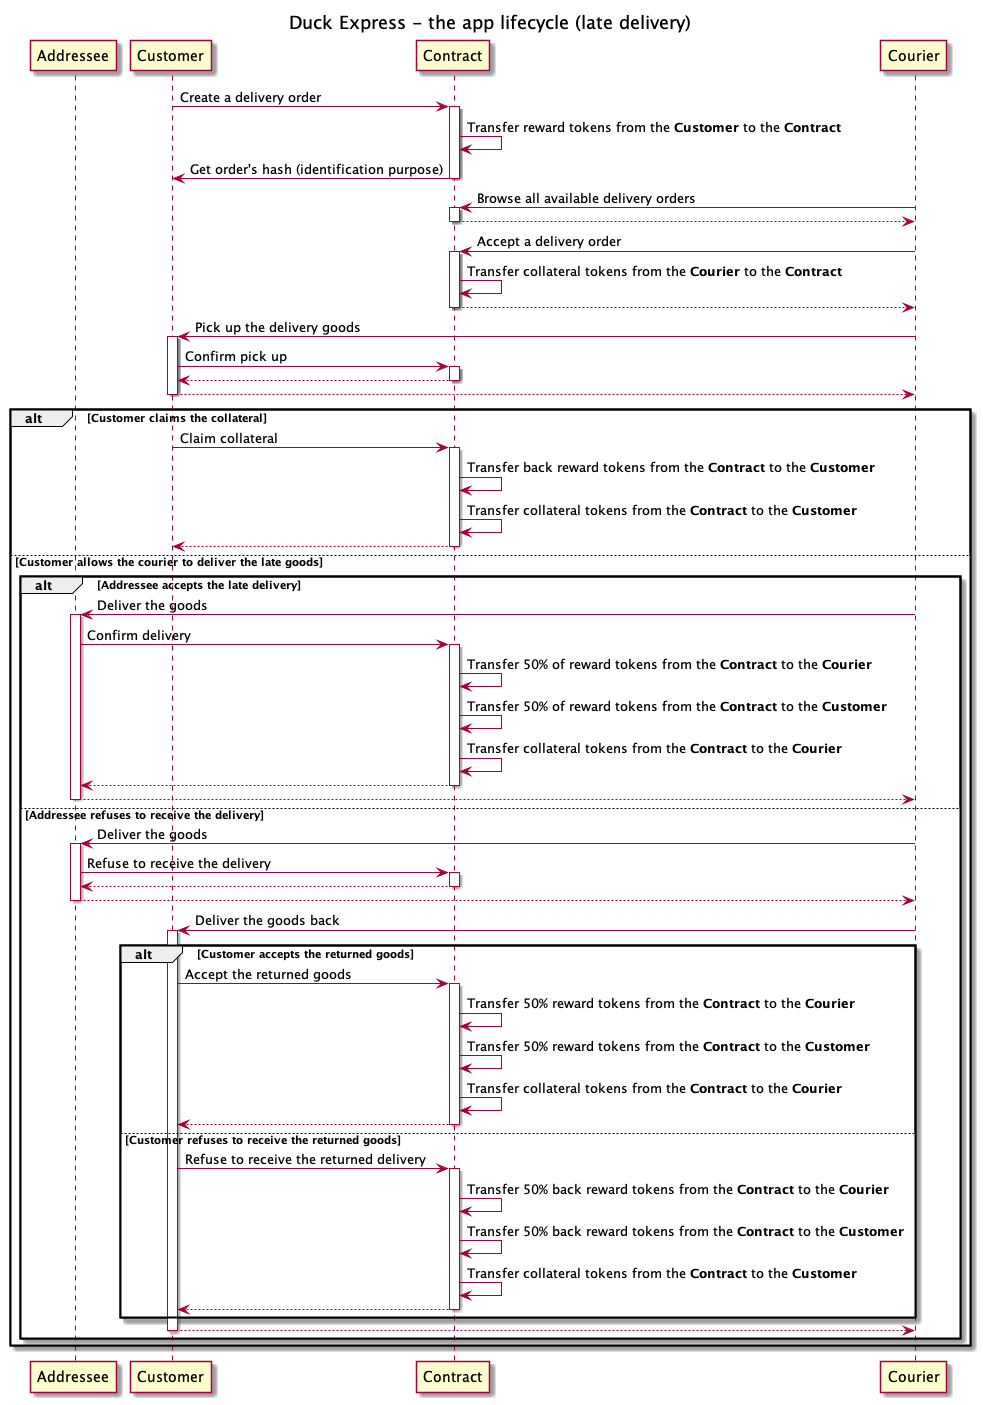 Duck Express - the app lifecycle (late delivery)
Addressee
Customer
Contract
Courier
Create a delivery order
Transfer reward tokens from the Customer to the Contract
Get order's hash (identification purpose)
Browse all available delivery orders
Accept a delivery order
Transfer collateral tokens from the Courier to the Contract
Pick up the delivery goods
Confirm pick up
alt [Customer claims the collateral]
Claim collateral
Transfer back reward tokens from the Contract to the Customer
Transfer collateral tokens from the Contract to the Customer
[Customer allows the courier to deliver the late goods]
alt [Addressee accepts the late delivery]
Deliver the goods
Confirm delivery
Transfer 50% of reward tokens from the Contract to the Courier
Transfer 50% of reward tokens from the Contract to the Customer
Transfer collateral tokens from the Contract to the Courier
[Addressee refuses to receive the delivery]
Deliver the goods
Refuse to receive the delivery
Deliver the goods back
alt [Customer accepts the returned goods]
Accept the returned goods
Transfer 50% reward tokens from the Contract to the Courier
Transfer 50% reward tokens from the Contract to the Customer
Transfer collateral tokens from the Contract to the Courier
[Customer refuses to receive the returned goods]
Refuse to receive the returned delivery
Transfer 50% back reward tokens from the Contract to the Courier
Transfer 50% back reward tokens from the Contract to the Customer
Transfer collateral tokens from the Contract to the Customer
Addressee
Customer
Contract
Courier